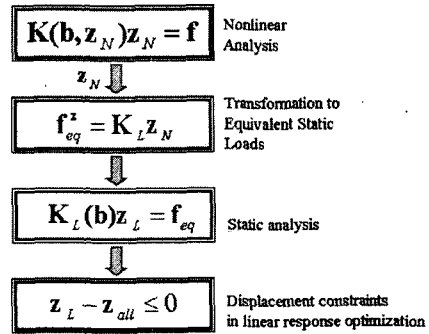 K(b, z_N)z_N = f
Nonlinear
Analysis
z_N
f_eq^z = K_L z_N
Transformation to
Equivalent Static
Loads
K_L(b)z_L = f_eq
Static analysis
z_L − z_all ≤ 0
Displacement constraints
in linear response optimization